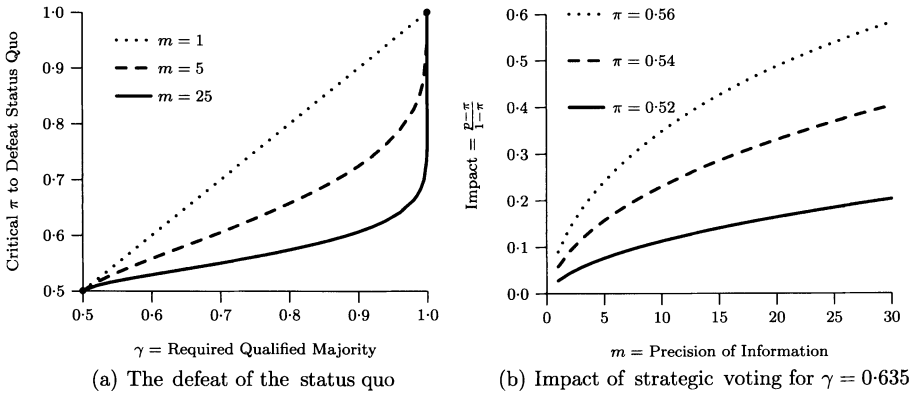 Critical π to Defeat Status Quo
1·0
0·9
0·8
0·7
0·6
0·5
m = 1
m = 5
m = 25
0·5 0·6 0·7 0·8 0·9 1·0
γ = Required Qualified Majority
(a) The defeat of the status quo
Impact = p−π/1−π
0·6
0·5
0·4
0·3
0·2
0·1
0·0
π = 0·56
π = 0·54
π = 0·52
0 5 10 15 20 25 30
m = Precision of Information
(b) Impact of strategic voting for γ = 0·635